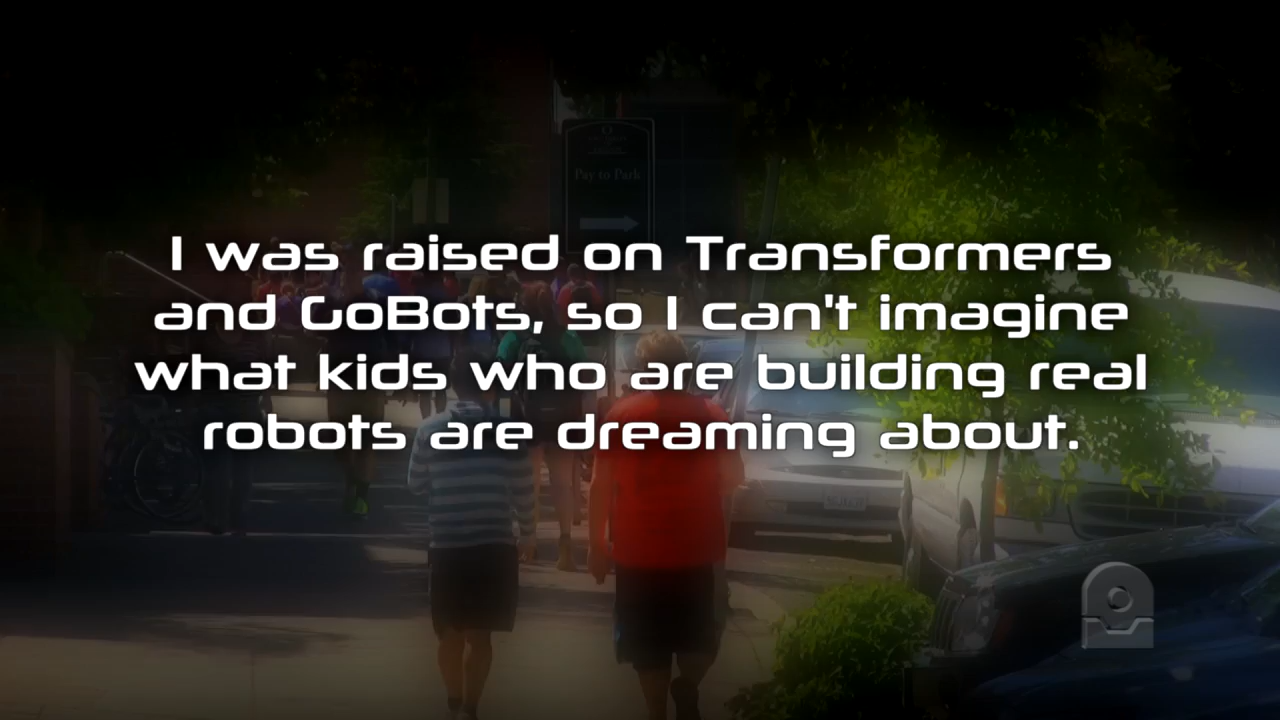 Pay to Park
I was raised on Transformers
and GoBots, so I can't imagine
what kids who are building real
robots are dreaming about.